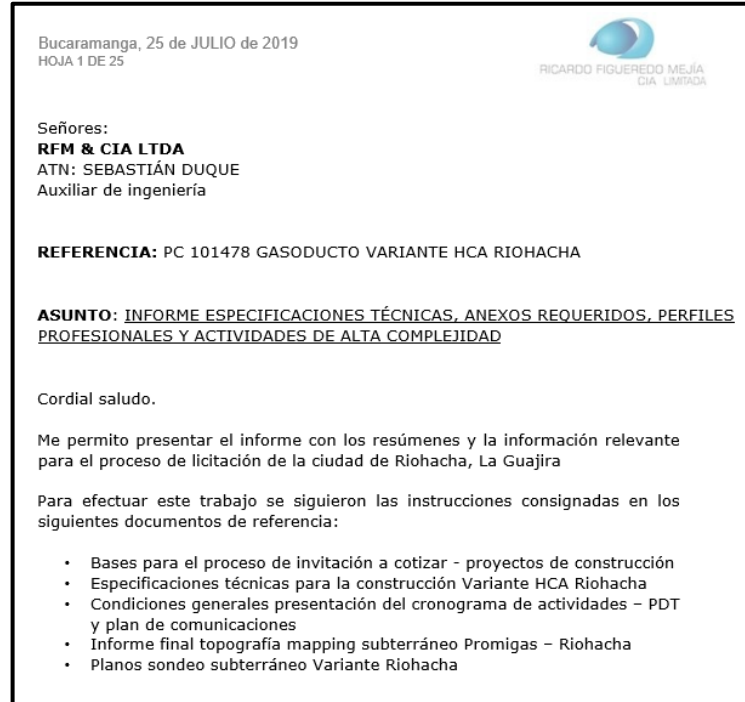 Bucaramanga, 25 de JULIO de 2019
HOJA 1 DE 25
RICARDO FIGUEREDO MEJÍA
CIA LIMITADA
Señores:
RFM & CIA LTDA
ATN: SEBASTIÁN DUQUE
Auxiliar de ingeniería
REFERENCIA: PC 101478 GASODUCTO VARIANTE HCA RIOHACHA
ASUNTO: INFORME ESPECIFICACIONES TÉCNICAS, ANEXOS REQUERIDOS, PERFILES
PROFESIONALES Y ACTIVIDADES DE ALTA COMPLEJIDAD
Cordial saludo.
Me permito presentar el informe con los resúmenes y la información relevante
para el proceso de licitación de la ciudad de Riohacha, La Guajira
Para efectuar este trabajo se siguieron las instrucciones consignadas en los
siguientes documentos de referencia:
• Bases para el proceso de invitación a cotizar - proyectos de construcción
• Especificaciones técnicas para la construcción Variante HCA Riohacha
• Condiciones generales presentación del cronograma de actividades – PDT
y plan de comunicaciones
• Informe final topografía mapping subterráneo Promigas – Riohacha
• Planos sondeo subterráneo Variante Riohacha